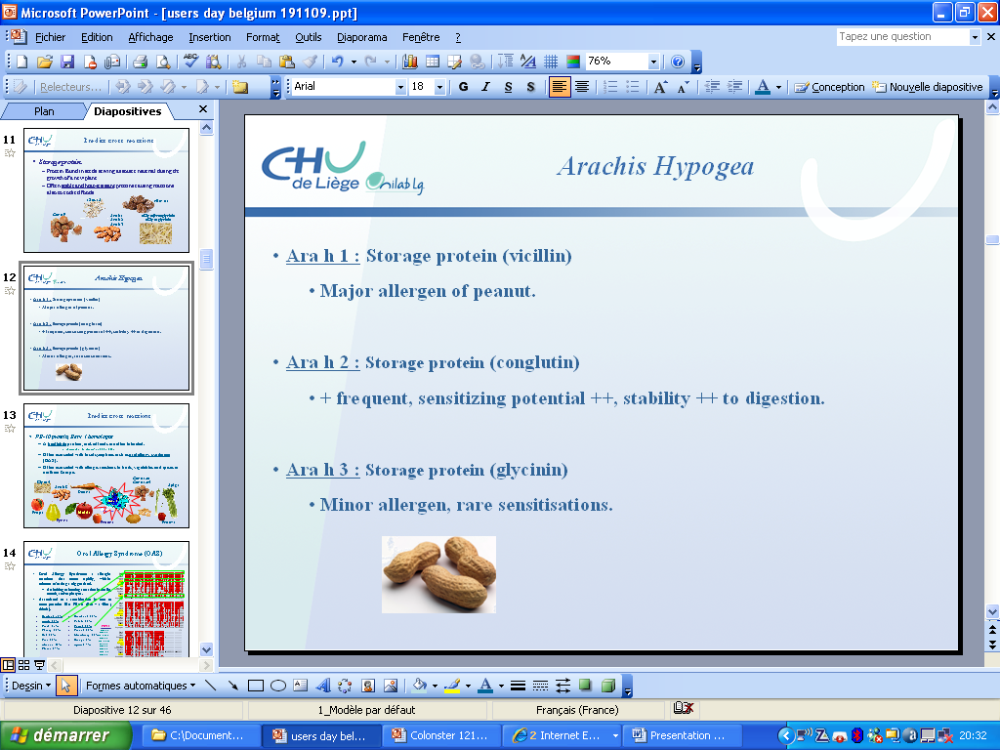 Microsoft PowerPoint - [users day belgium 191109.ppt]
Fichier Edition Affichage Insertion Format Outils Diaporama Fenêtre ?
Tapez une question
76%
Relecteurs...
Arial 18 G I S S
Conception Nouvelle diapositive
Plan Diapositives
11
Storage protein
12
Arachis Hypogea
13
14
Oral Allergy Syndrome (OAS)
CHU
de Liège
Unilab Lg.
Arachis Hypogea
• Ara h 1 : Storage protein (vicillin)
• Major allergen of peanut.
• Ara h 2 : Storage protein (conglutin)
• + frequent, sensitizing potential ++, stability ++ to digestion.
• Ara h 3 : Storage protein (glycinin)
• Minor allergen, rare sensitisations.
Dessin Formes automatiques
Diapositive 12 sur 46
1_Modèle par défaut
Français (France)
démarrer
C:\Document...
users day bel...
Colonster 121...
2 Internet E...
Presentation ...
20:32